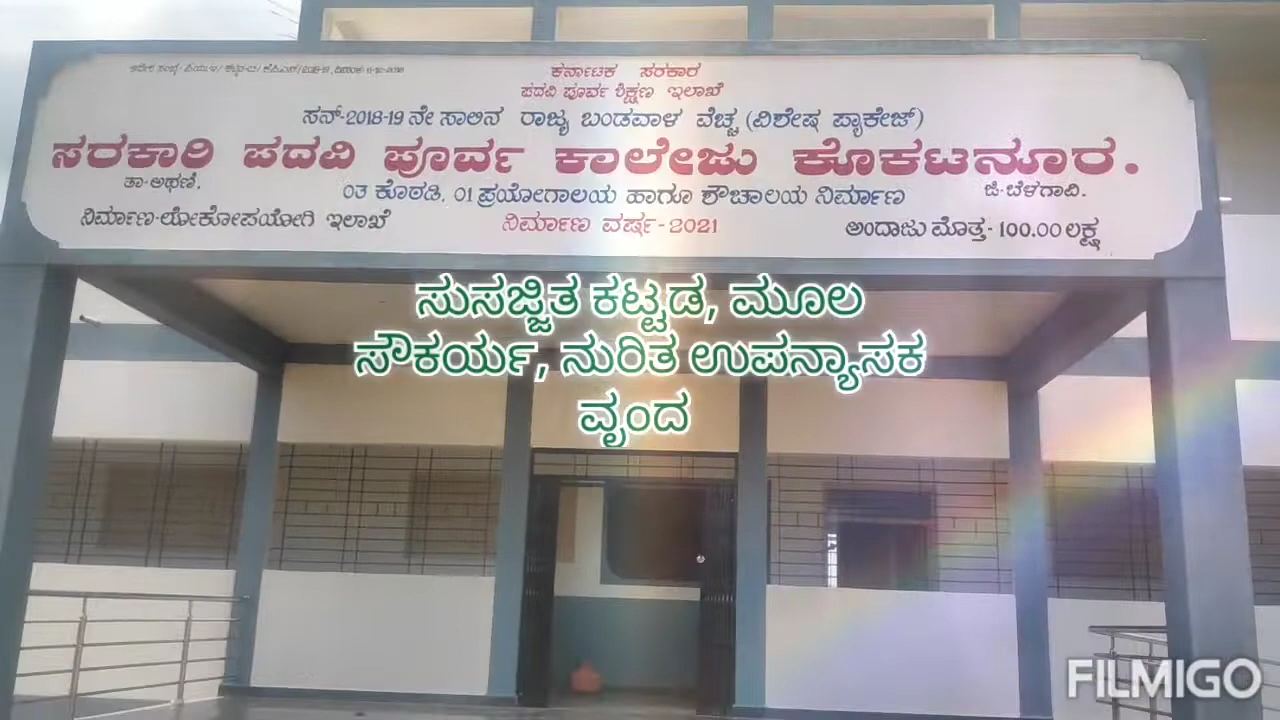 ಕರ್ನಾಟಕ ಸರಕಾರ
ಪದವಿ ಪೂರ್ವ ಶಿಕ್ಷಣ ಇಲಾಖೆ
ಸನ್-2018-19 ನೇ ಸಾಲಿನ ರಾಜ್ಯ ಬಂಡವಾಳ ವೆಚ್ಚ (ವಿಶೇಷ ಪ್ಯಾಕೇಜ್)
ಸರಕಾರಿ ಪದವಿ ಪೂರ್ವ ಕಾಲೇಜು ಕೊಕಟನೂರ.
ತಾ-ಅಥಣಿ. 03 ಕೊಠಡಿ, 01 ಪ್ರಯೋಗಾಲಯ ಹಾಗೂ ಶೌಚಾಲಯ ನಿರ್ಮಾಣ ಜಿ-ಬೆಳಗಾವಿ.
ನಿರ್ಮಾಣ-ಲೋಕೋಪಯೋಗಿ ಇಲಾಖೆ ನಿರ್ಮಾಣ ವರ್ಷ-2021 ಅಂದಾಜು ಮೊತ್ತ- 100.00 ಲಕ್ಷ
ಸುಸಜ್ಜಿತ ಕಟ್ಟಡ, ಮೂಲ
ಸೌಕರ್ಯ, ನುರಿತ ಉಪನ್ಯಾಸಕ
ವೃಂದ
FILMIGO